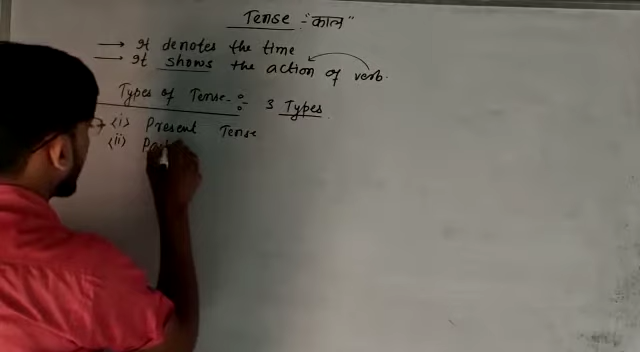 Tense :- "काल"
→ It denotes the time
→ It shows the action of verb.
Types of Tense :- 3 Types
→ (i) Present Tense
(ii)